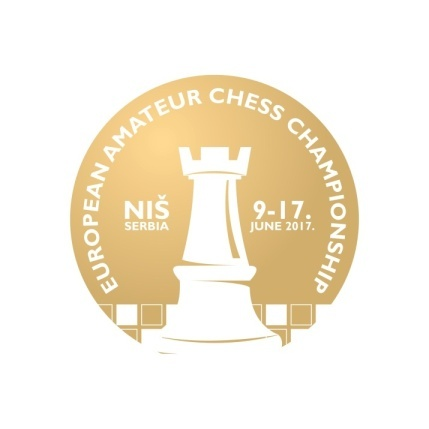 EUROPEAN AMATEUR CHESS CHAMPIONSHIP
NIŠ
SERBIA
9-17.
JUNE 2017.